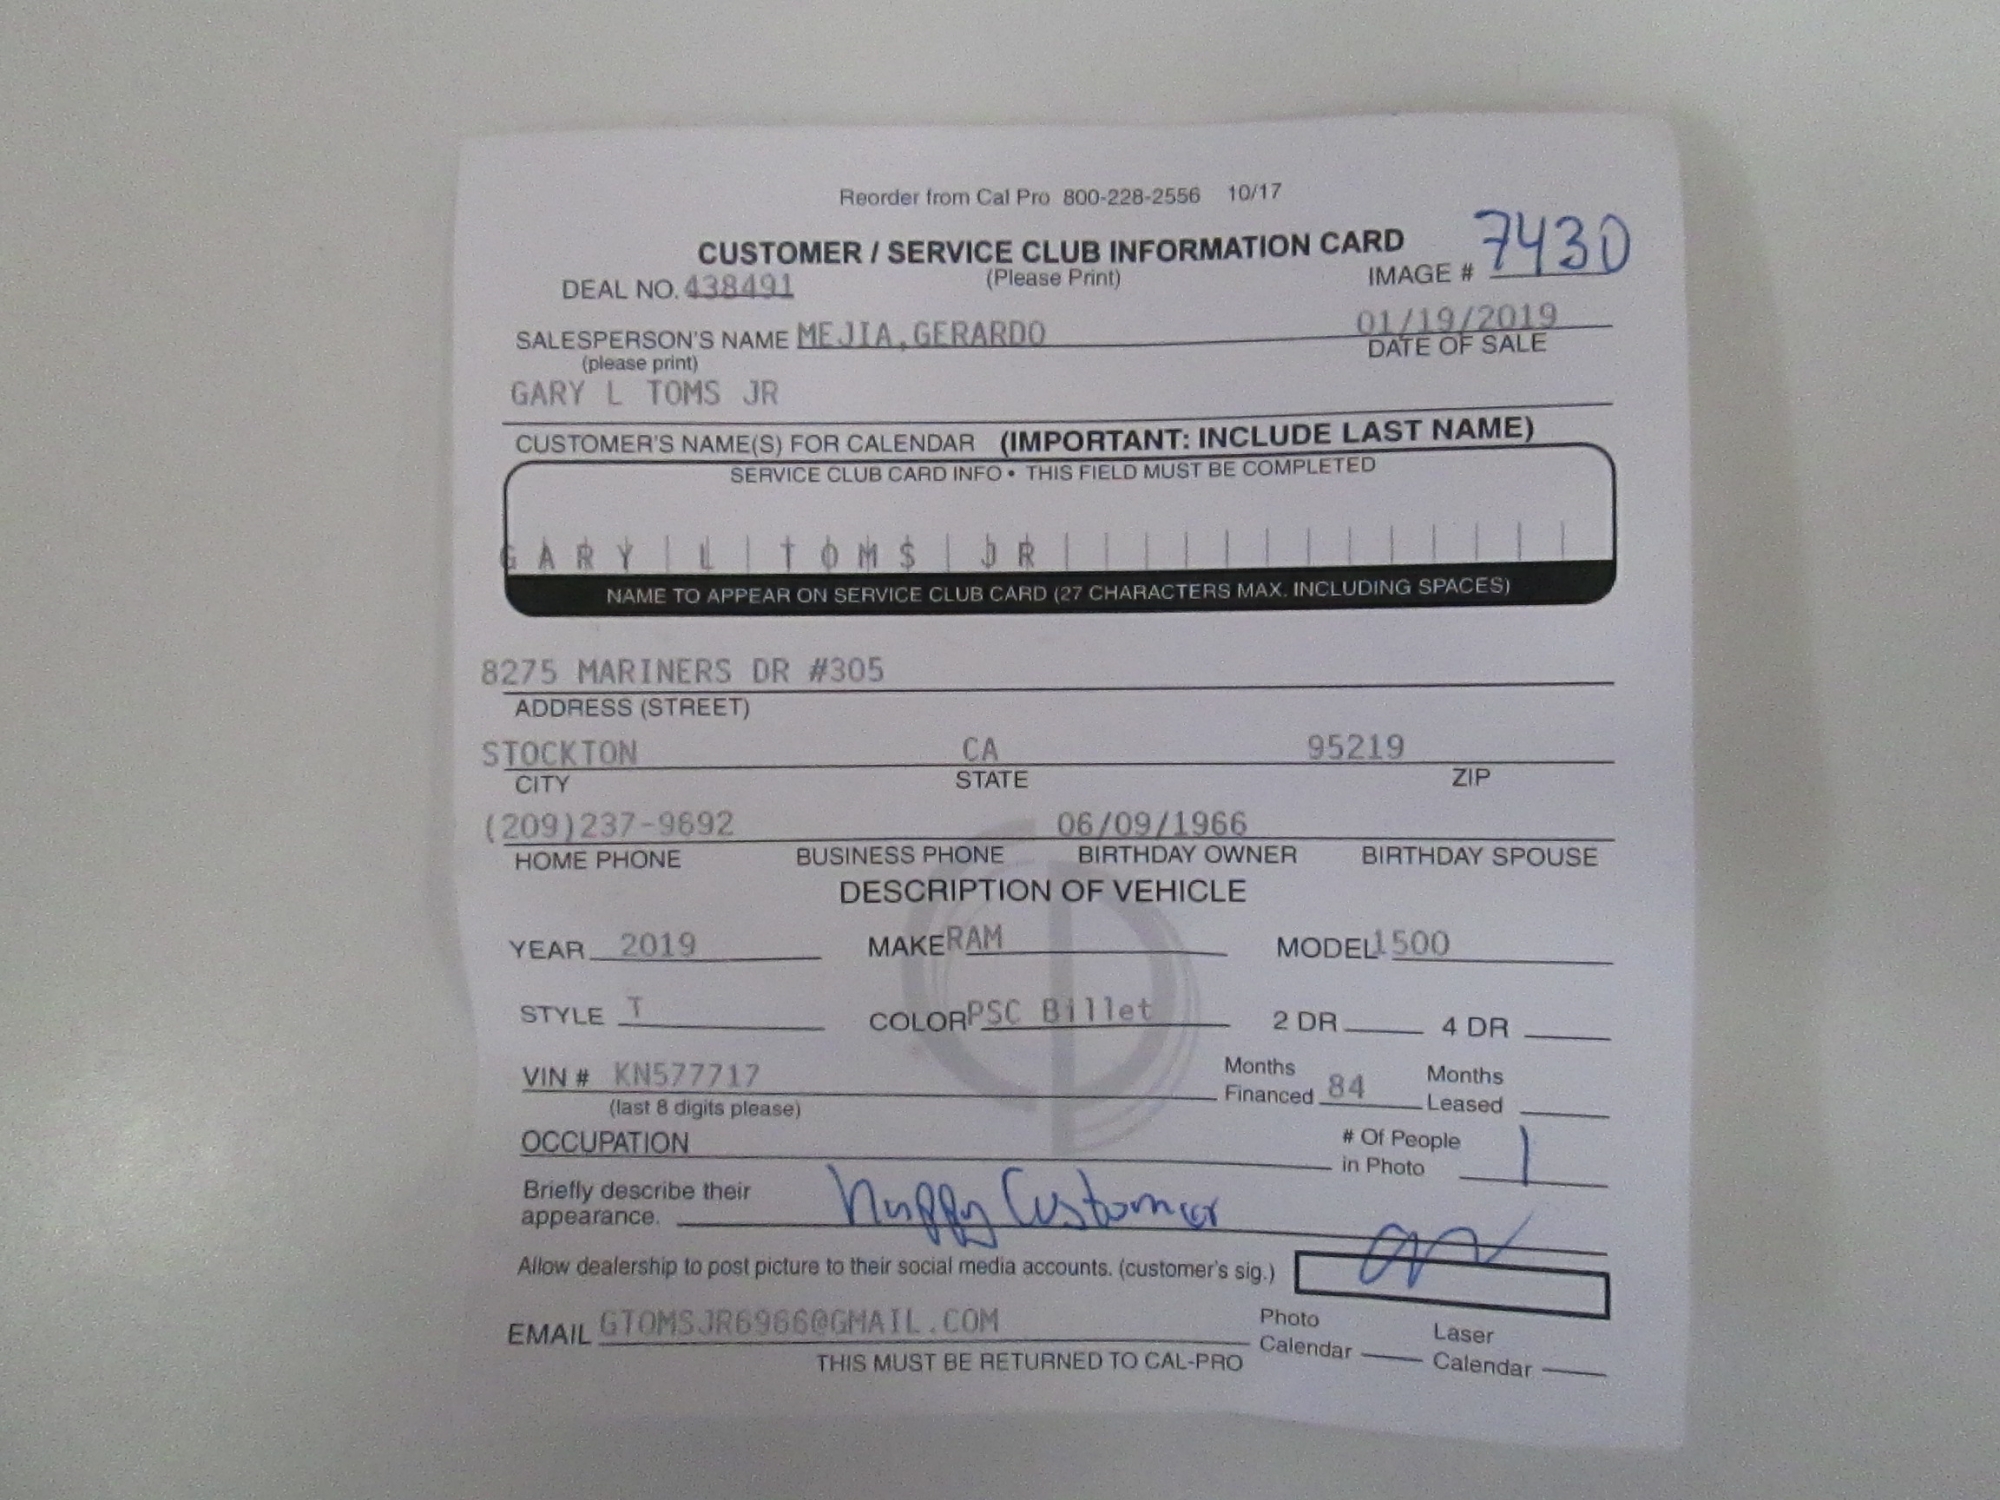 Reorder from Cal Pro 800-228-2556 10/17
CUSTOMER / SERVICE CLUB INFORMATION CARD
(Please Print)
DEAL NO. 438491 IMAGE # 7430
SALESPERSON'S NAME MEJIA,GERARDO 01/19/2019
(please print) DATE OF SALE
GARY L TOMS JR
CUSTOMER'S NAME(S) FOR CALENDAR (IMPORTANT: INCLUDE LAST NAME)
SERVICE CLUB CARD INFO • THIS FIELD MUST BE COMPLETED
GARY L TOMS JR
NAME TO APPEAR ON SERVICE CLUB CARD (27 CHARACTERS MAX. INCLUDING SPACES)
8275 MARINERS DR #305
ADDRESS (STREET)
STOCKTON CA 95219
CITY STATE ZIP
(209)237-9692 06/09/1966
HOME PHONE BUSINESS PHONE BIRTHDAY OWNER BIRTHDAY SPOUSE
DESCRIPTION OF VEHICLE
YEAR 2019 MAKE RAM MODEL 1500
STYLE T COLOR PSC Billet 2 DR 4 DR
VIN # KN577717 Months Financed 84 Months Leased
(last 8 digits please)
OCCUPATION # Of People in Photo 1
Briefly describe their
appearance. Happy Customer
Allow dealership to post picture to their social media accounts. (customer's sig.)
EMAIL GTOMSJR6966@GMAIL.COM Photo Calendar Laser Calendar
THIS MUST BE RETURNED TO CAL-PRO